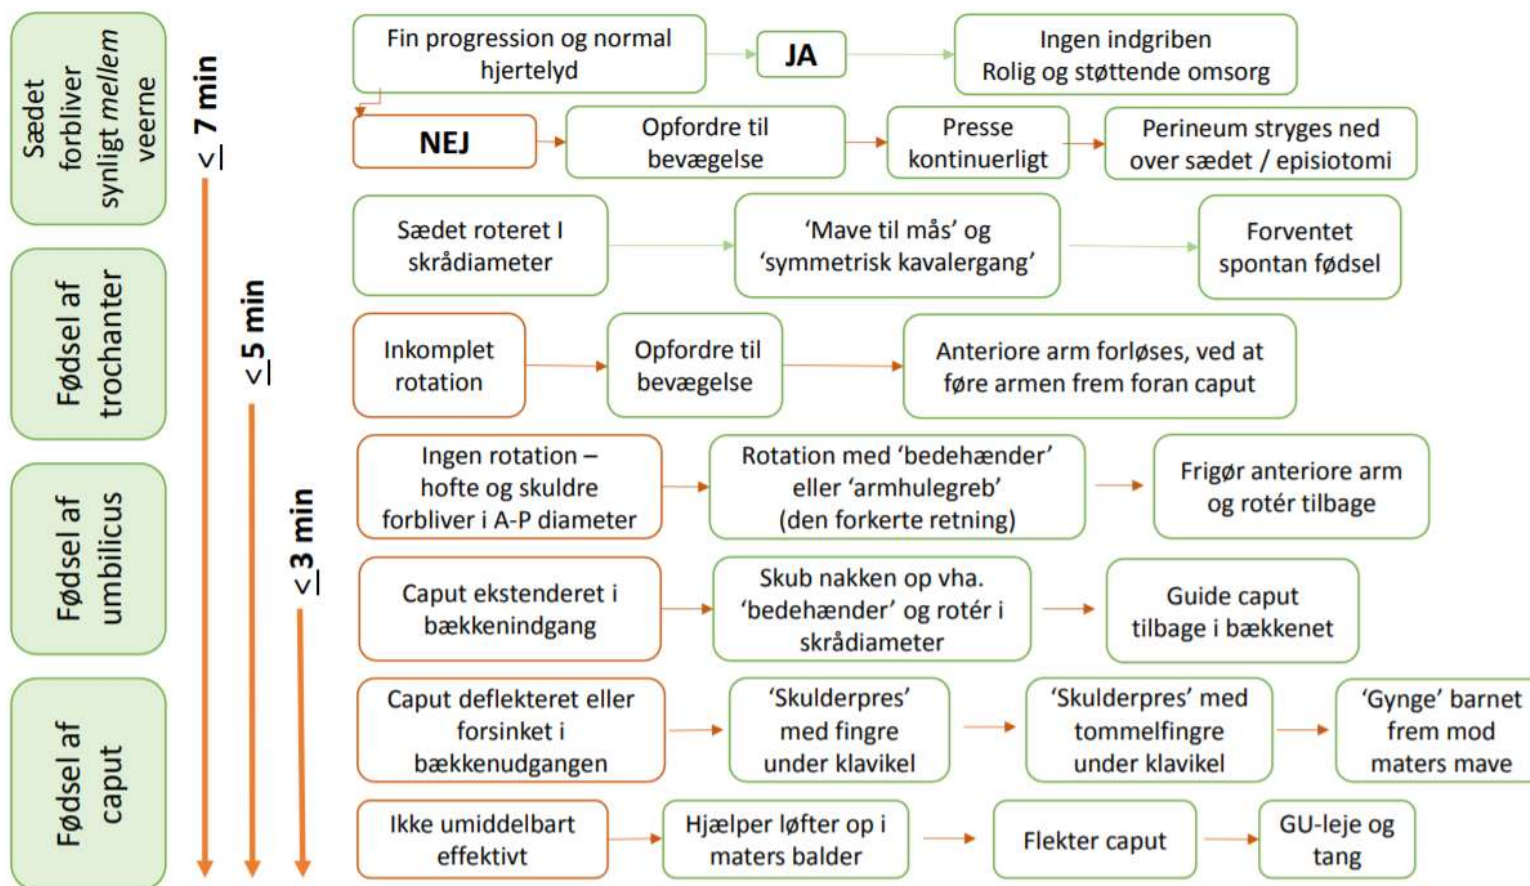 Sædet
forbliver
synligt mellem
veerne
Fødsel af
trochanter
Fødsel af
umbilicus
Fødsel af
caput
≤ 7 min
≤ 5 min
≤ 3 min
Fin progression og normal
hjertelyd
JA
Ingen indgriben
Rolig og støttende omsorg
NEJ
Opfordre til
bevægelse
Presse
kontinuerligt
Perineum stryges ned
over sædet / episiotomi
Sædet roteret I
skrådiameter
‘Mave til mås’ og
‘symmetrisk kavalergang’
Forventet
spontan fødsel
Inkomplet
rotation
Opfordre til
bevægelse
Anteriore arm forløses, ved at
føre armen frem foran caput
Ingen rotation –
hofte og skuldre
forbliver i A-P diameter
Rotation med ‘bedehænder’
eller ‘armhulegreb’
(den forkerte retning)
Frigør anteriore arm
og rotér tilbage
Caput ekstenderet i
bækkenindgang
Skub nakken op vha.
‘bedehænder’ og rotér i
skrådiameter
Guide caput
tilbage i bækkenet
Caput deflekteret eller
forsinket i
bækkenudgangen
‘Skulderpres’
med fingre
under klavikel
‘Skulderpres’ med
tommelfingre
under klavikel
‘Gynge’ barnet
frem mod
maters mave
Ikke umiddelbart
effektivt
Hjælper løfter op i
maters balder
Flekter caput
GU-leje og
tang